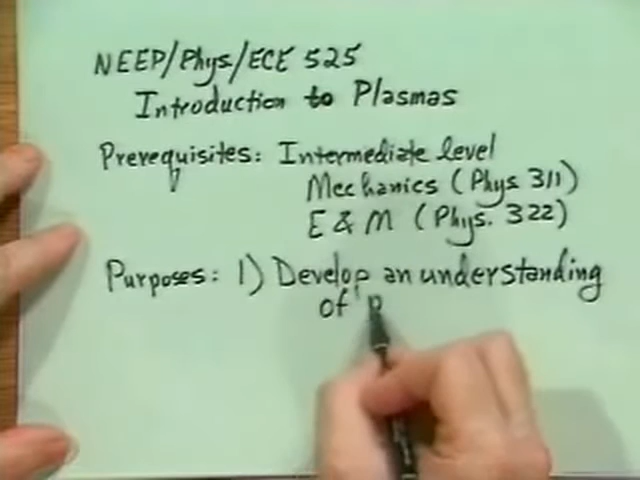 NEEP/Phys/ECE 525
Introduction to Plasmas
Prerequisites: Intermediate level
Mechanics (Phys 311)
E & M (Phys. 322)
Purposes: 1) Develop an understanding
of p